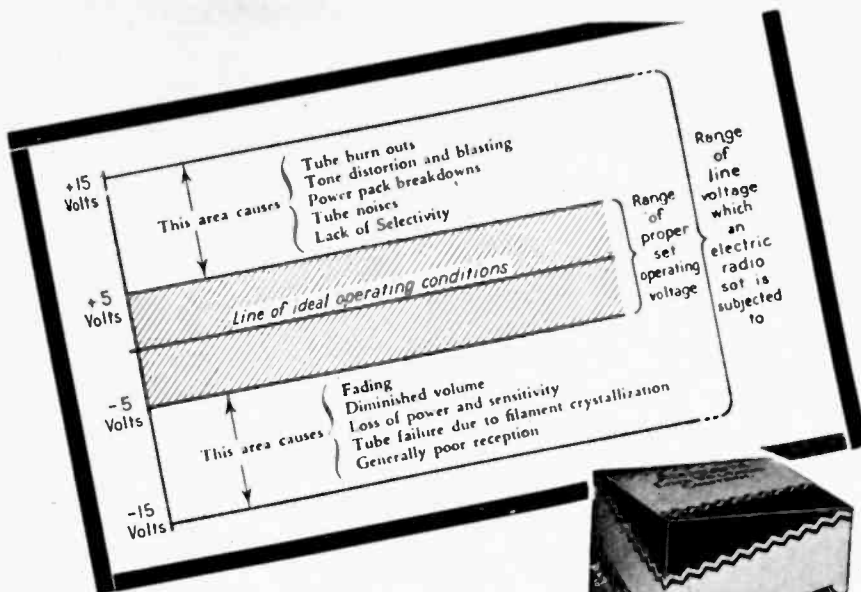 +15
Volts
This area causes
Tube burn outs
Tone distortion and blasting
Power pack breakdowns
Tube noises
Lack of Selectivity
+5
Volts
Line of ideal operating conditions
Range
of
proper
set
operating
voltage
Range
of
line
voltage
which
an
electric
radio
sot is
subjected
to
-5
Volts
This area causes
Fading
Diminished volume
Loss of power and sensitivity
Tube failure due to filament crystallization
Generally poor reception
-15
Volts